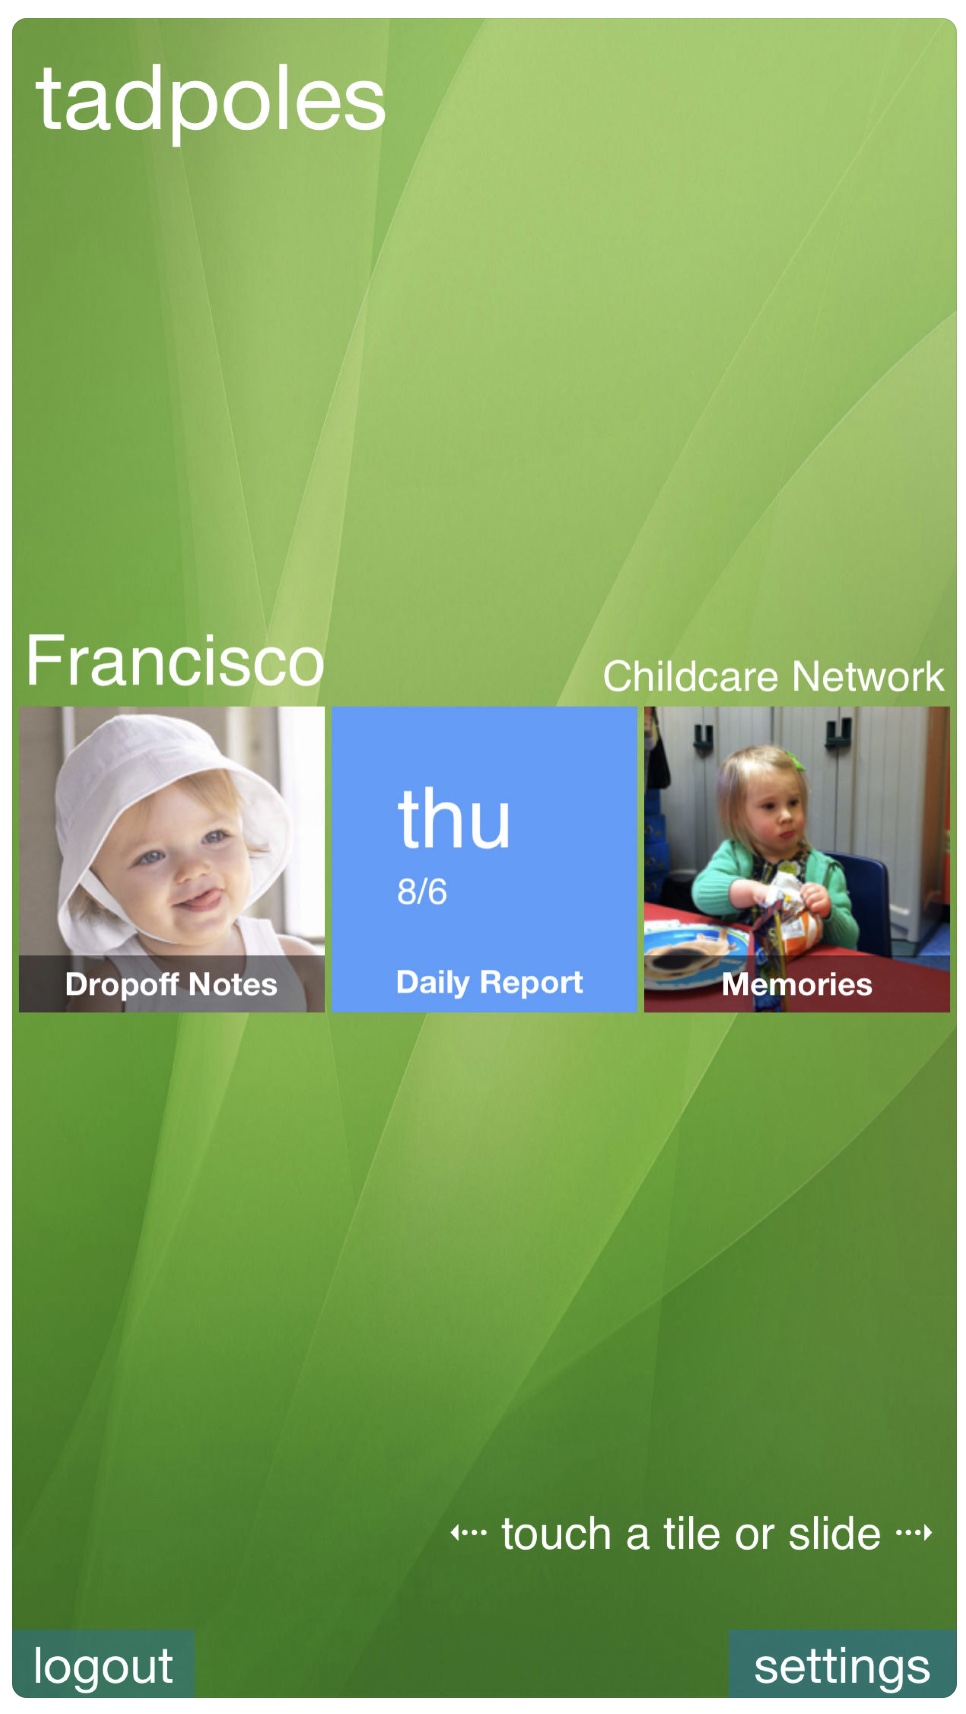 tadpoles
Francisco
Childcare Network
Dropoff Notes
thu
8/6
Daily Report
Memories
touch a tile or slide
logout
settings